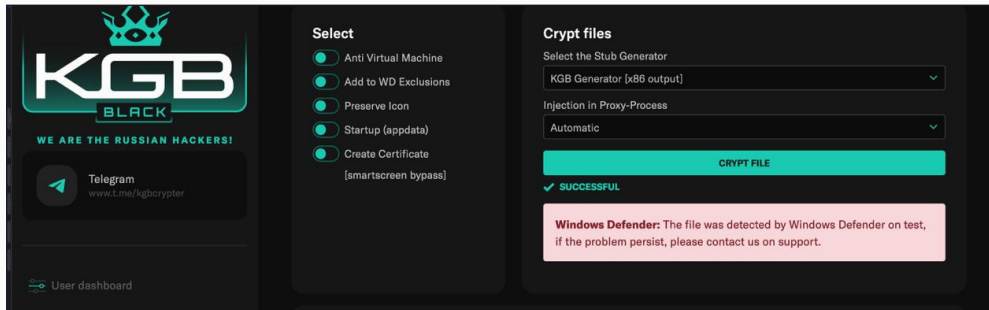 KGB
BLACK
WE ARE THE RUSSIAN HACKERS!
Telegram
www.t.me/kgbcrypter
User dashboard
Select
Anti Virtual Machine
Add to WD Exclusions
Preserve Icon
Startup (appdata)
Create Certificate
[smartscreen bypass]
Crypt files
Select the Stub Generator
KGB Generator [x86 output]
Injection in Proxy-Process
Automatic
CRYPT FILE
SUCCESSFUL
Windows Defender: The file was detected by Windows Defender on test,
if the problem persist, please contact us on support.